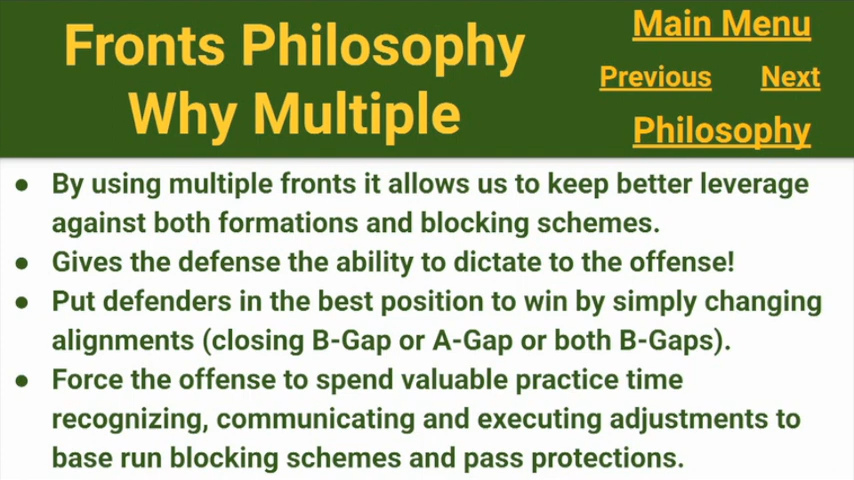 Fronts Philosophy
Why Multiple
Main Menu
Previous Next
Philosophy
● By using multiple fronts it allows us to keep better leverage
against both formations and blocking schemes.
● Gives the defense the ability to dictate to the offense!
● Put defenders in the best position to win by simply changing
alignments (closing B-Gap or A-Gap or both B-Gaps).
● Force the offense to spend valuable practice time
recognizing, communicating and executing adjustments to
base run blocking schemes and pass protections.